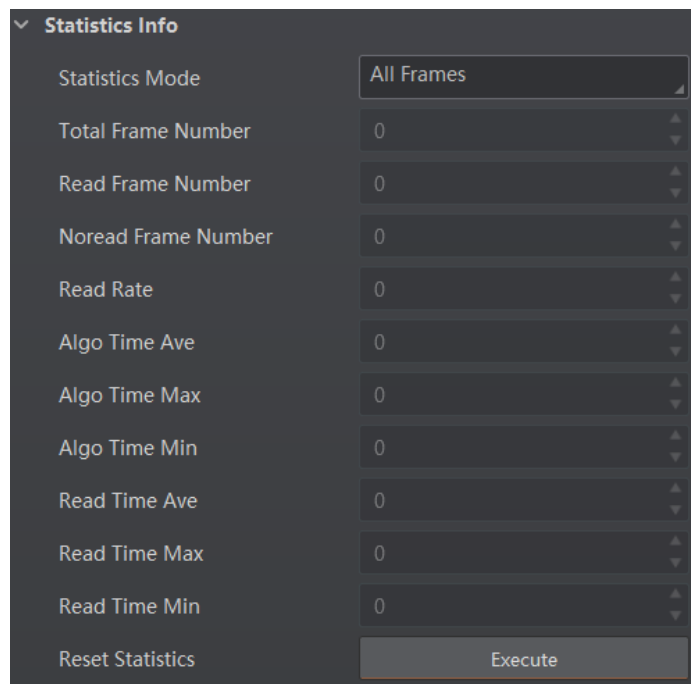 Statistics Info
Statistics Mode All Frames
Total Frame Number 0
Read Frame Number 0
Noread Frame Number 0
Read Rate 0
Algo Time Ave 0
Algo Time Max 0
Algo Time Min 0
Read Time Ave 0
Read Time Max 0
Read Time Min 0
Reset Statistics Execute